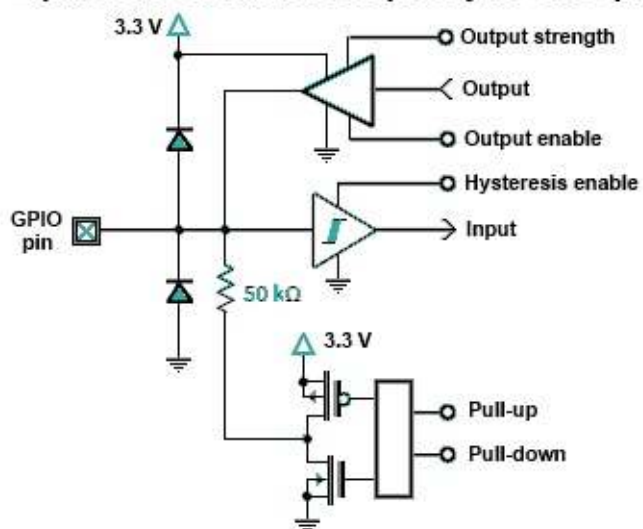 3.3 V
Output strength
Output
Output enable
Hysteresis enable
GPIO
pin
Input
50 kΩ
3.3 V
Pull-up
Pull-down